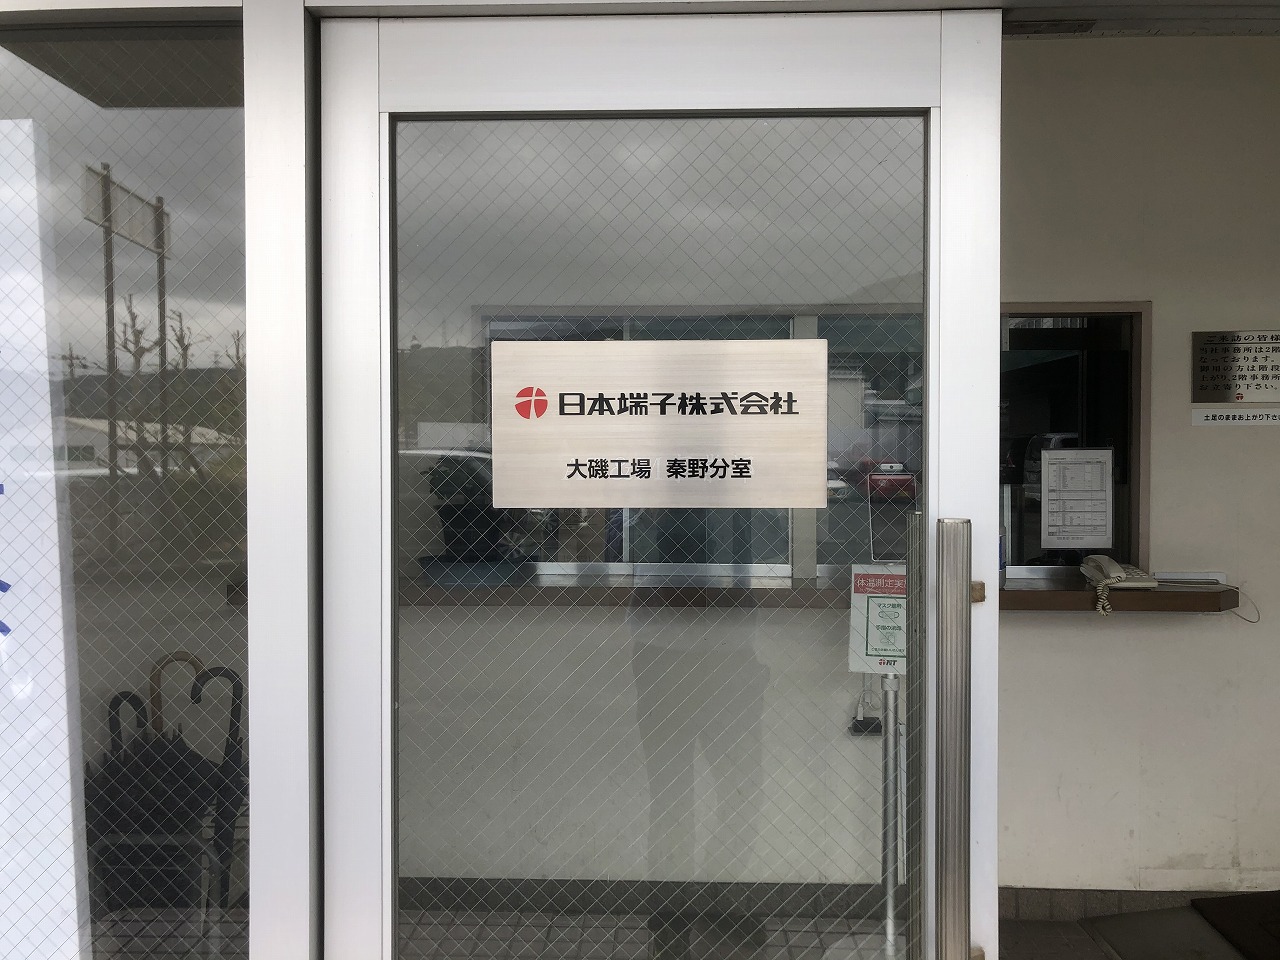 日本端子株式会社
大磯工場 秦野分室
ご来訪の皆様
当社事務所は2階
なっております。
御用の方は階段
上がり、2階事務所
お立寄り下さい。
土足のままお上がり下さ
体温測定実
マスク着用
手指の消毒
NT